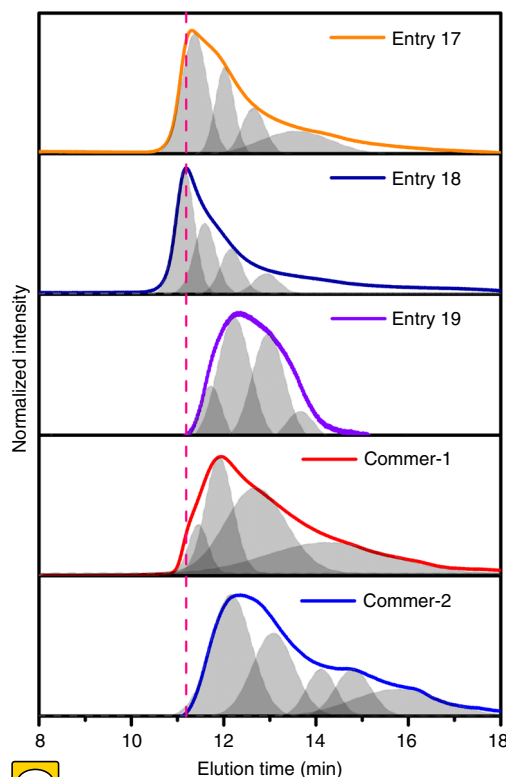 Entry 17
Entry 18
Entry 19
Commer-1
Commer-2
Normalized intensity
8 10 12 14 16 18
Elution time (min)